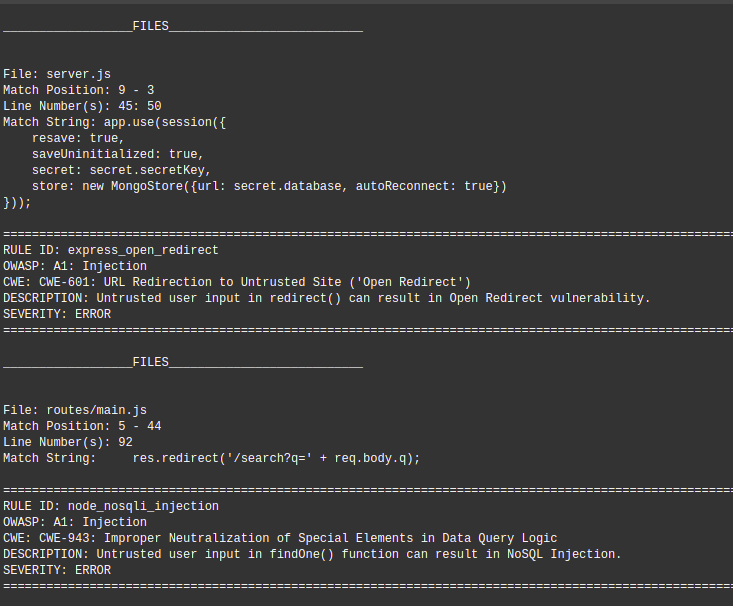 __________________FILES___________________________
File: server.js
Match Position: 9 - 3
Line Number(s): 45: 50
Match String: app.use(session({
    resave: true,
    saveUninitialized: true,
    secret: secret.secretKey,
    store: new MongoStore({url: secret.database, autoReconnect: true})
}));
======================================================================================================
RULE ID: express_open_redirect
OWASP: A1: Injection
CWE: CWE-601: URL Redirection to Untrusted Site ('Open Redirect')
DESCRIPTION: Untrusted user input in redirect() can result in Open Redirect vulnerability.
SEVERITY: ERROR
======================================================================================================
__________________FILES___________________________
File: routes/main.js
Match Position: 5 - 44
Line Number(s): 92
Match String:     res.redirect('/search?q=' + req.body.q);
======================================================================================================
RULE ID: node_nosqli_injection
OWASP: A1: Injection
CWE: CWE-943: Improper Neutralization of Special Elements in Data Query Logic
DESCRIPTION: Untrusted user input in findOne() function can result in NoSQL Injection.
SEVERITY: ERROR
======================================================================================================